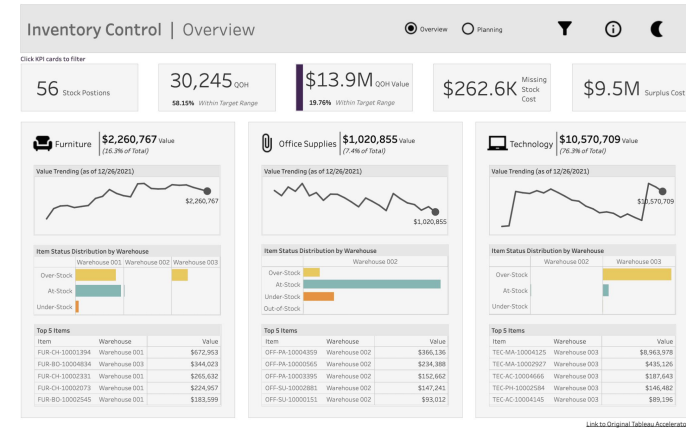 Inventory Control | Overview
Overview
Planning
Click KPI cards to filter
56 Stock Postions
30,245 QOH
58.15% Within Target Range
$13.9M QOH Value
19.76% Within Target Range
$262.6K Missing Stock Cost
$9.5M Surplus Cost
Furniture $2,260,767 Value
(16.3% of Total)
Value Trending (as of 12/26/2021)
$2,260,767
Item Status Distribution by Warehouse
Warehouse 001 Warehouse 002 Warehouse 003
Over-Stock
At-Stock
Under-Stock
Top 5 Items
Item Warehouse Value
FUR-CH-10001394 Warehouse 001 $672,953
FUR-BO-10004834 Warehouse 003 $344,023
FUR-CH-10002331 Warehouse 001 $265,632
FUR-CH-10002073 Warehouse 001 $224,957
FUR-BO-10002545 Warehouse 001 $183,599
Office Supplies $1,020,855 Value
(7.4% of Total)
Value Trending (as of 12/26/2021)
$1,020,855
Item Status Distribution by Warehouse
Warehouse 002
Over-Stock
At-Stock
Under-Stock
Out-of-Stock
Top 5 Items
Item Warehouse Value
OFF-PA-10004359 Warehouse 002 $366,136
OFF-PA-10000565 Warehouse 002 $234,388
OFF-PA-10003395 Warehouse 002 $152,662
OFF-SU-10002881 Warehouse 002 $147,241
OFF-SU-10000151 Warehouse 002 $93,012
Technology $10,570,709 Value
(76.3% of Total)
Value Trending (as of 12/26/2021)
$10,570,709
Item Status Distribution by Warehouse
Warehouse 002 Warehouse 003
Over-Stock
At-Stock
Under-Stock
Top 5 Items
Item Warehouse Value
TEC-MA-10004125 Warehouse 003 $8,963,978
TEC-MA-10002927 Warehouse 003 $435,126
TEC-AC-10004666 Warehouse 003 $187,643
TEC-PH-10002584 Warehouse 003 $146,482
TEC-AC-10004145 Warehouse 003 $89,196
Link to Original Tableau Accelerato